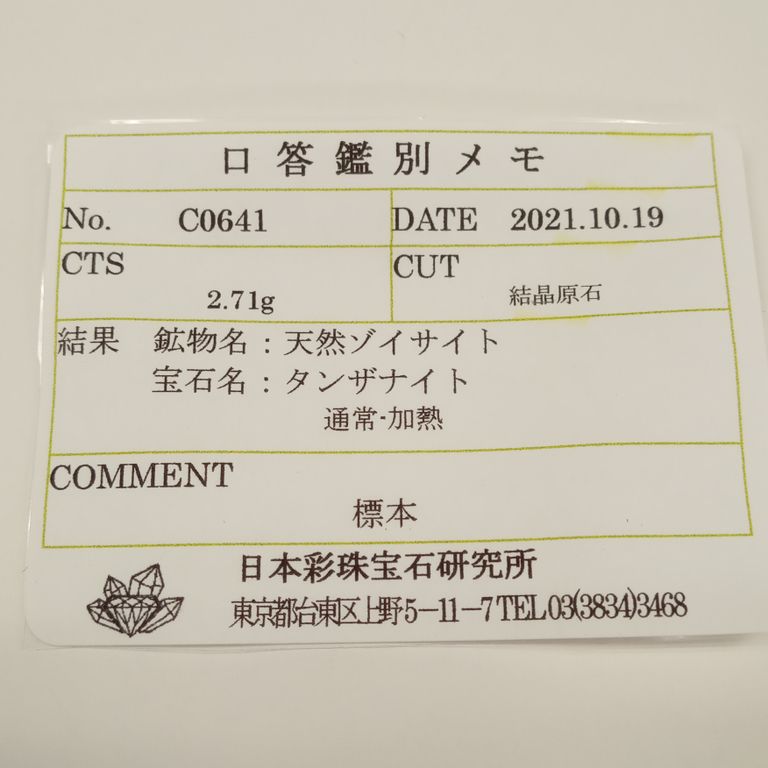 口答鑑別メモ
No. C0641 DATE 2021.10.19
CTS CUT
2.71g 結晶原石
結果 鉱物名：天然ゾイサイト
宝石名：タンザナイト
通常-加熱
COMMENT
標本
日本彩珠宝石研究所
東京都台東区上野5－11－7 TEL03(3834)3468